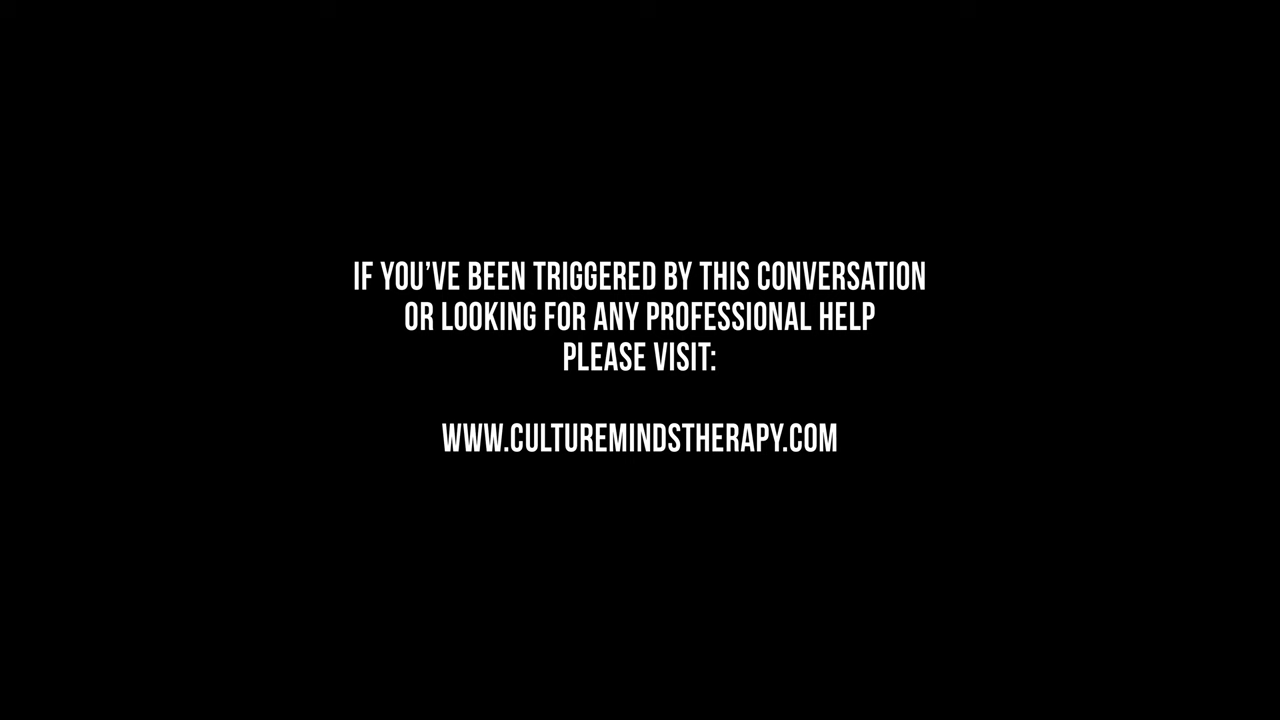 IF YOU’VE BEEN TRIGGERED BY THIS CONVERSATION
OR LOOKING FOR ANY PROFESSIONAL HELP
PLEASE VISIT:
WWW.CULTUREMINDSTHERAPY.COM